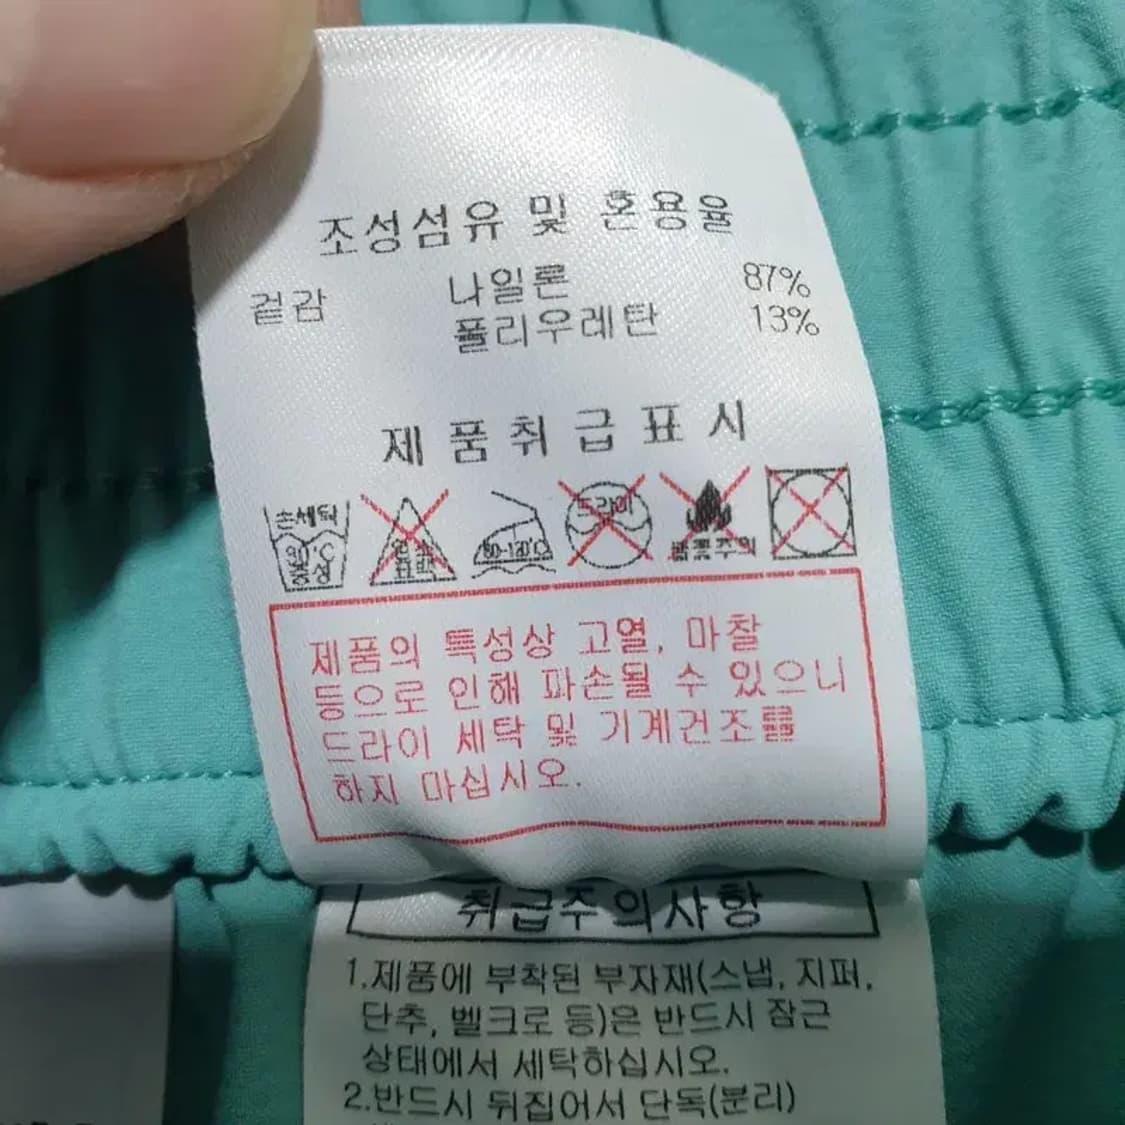 조성섬유 및 혼용율
겉감 나일론 87%
폴리우레탄 13%
제품취급표시
손세탁 중성 염소표백 80-120℃ 드라이
제품의 특성상 고열, 마찰
등으로 인해 파손될 수 있으니
드라이 세탁 및 기계건조를
하지 마십시오.
취급주의사항
1.제품에 부착된 부자재(스냅, 지퍼,
단추, 벨크로 등)은 반드시 잠근
상태에서 세탁하십시오.
2.반드시 뒤집어서 단독(분리)